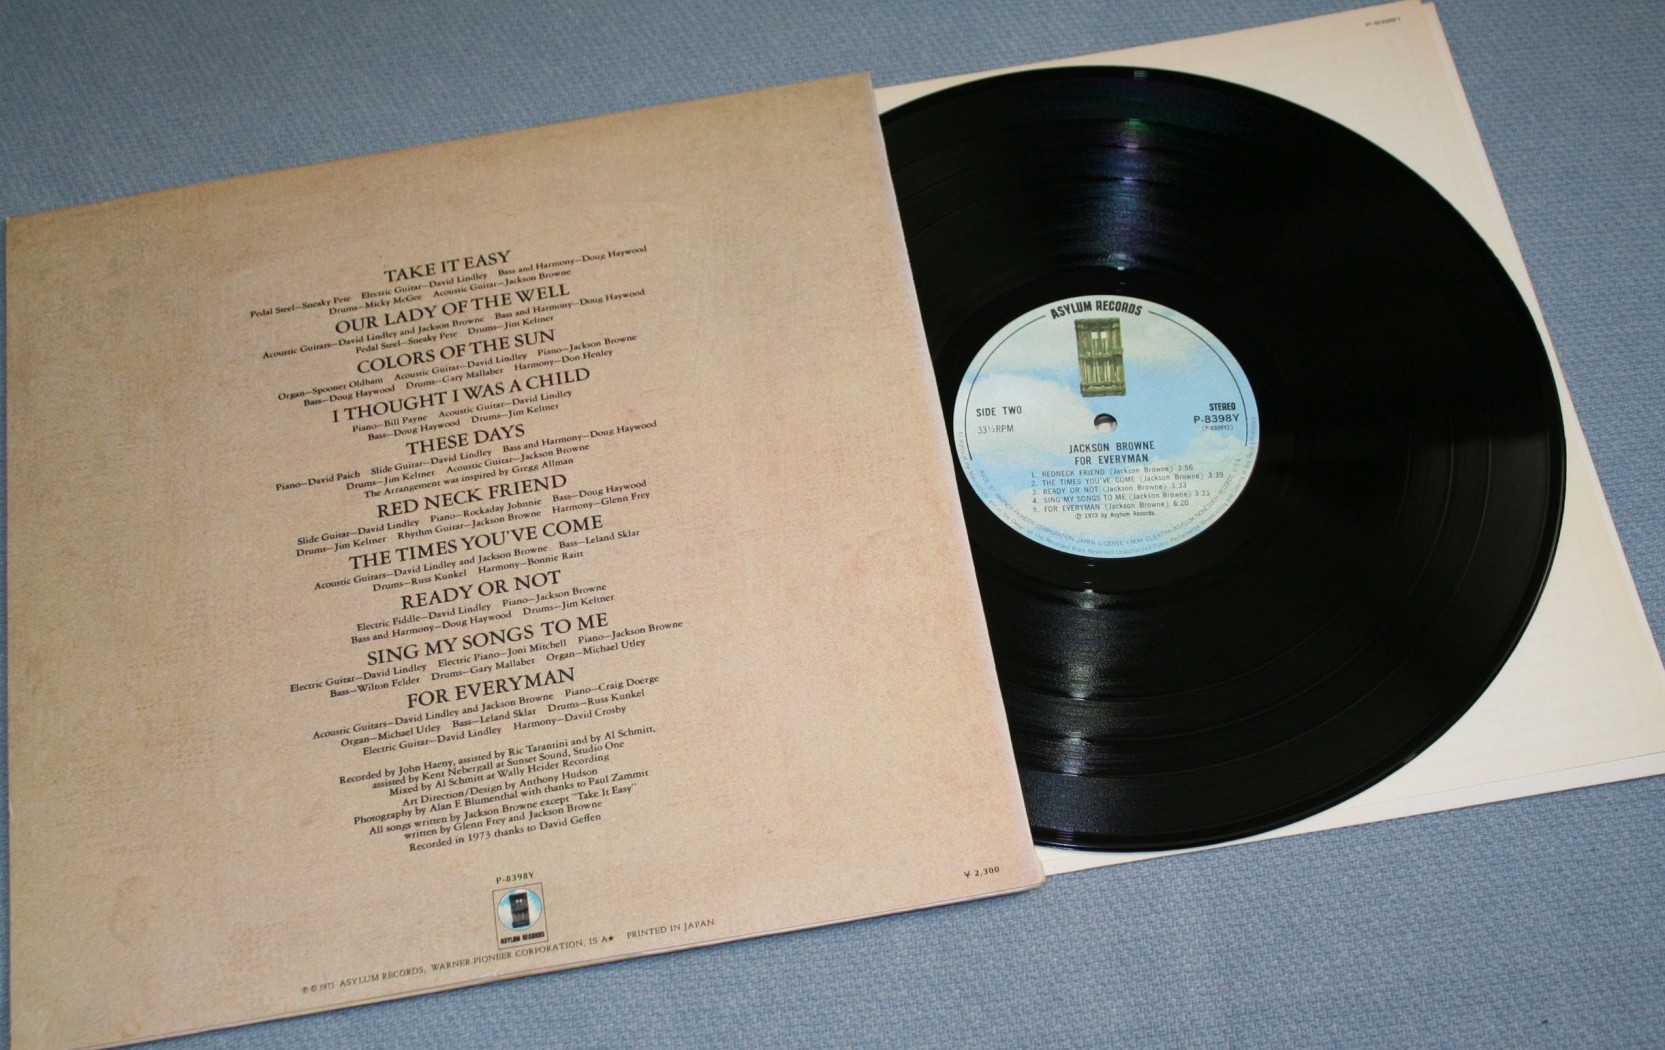 TAKE IT EASY
Pedal Steel—Sneaky Pete Electric Guitar—David Lindley Bass and Harmony—Doug Haywood
Drums—Micky McGee Acoustic Guitar—Jackson Browne
OUR LADY OF THE WELL
Acoustic Guitars—David Lindley and Jackson Browne Bass and Harmony—Doug Haywood
Pedal Steel—Sneaky Pete Drums—Jim Keltner
COLORS OF THE SUN
Organ—Spooner Oldham Acoustic Guitar—David Lindley Piano—Jackson Browne
Bass—Doug Haywood Drums—Gary Mallaber Harmony—Don Henley
I THOUGHT I WAS A CHILD
Piano—Bill Payne Acoustic Guitar—David Lindley
Bass—Doug Haywood Drums—Jim Keltner
THESE DAYS
Piano—David Paich Slide Guitar—David Lindley Bass and Harmony—Doug Haywood
Drums—Jim Keltner Acoustic Guitar—Jackson Browne
The Arrangement was inspired by Gregg Allman
RED NECK FRIEND
Slide Guitar—David Lindley Piano—Rockaday Johnnie Bass—Doug Haywood
Drums—Jim Keltner Rhythm Guitar—Jackson Browne Harmony—Glenn Frey
THE TIMES YOU'VE COME
Acoustic Guitars—David Lindley and Jackson Browne Bass—Leland Sklar
Drums—Russ Kunkel Harmony—Bonnie Raitt
READY OR NOT
Electric Fiddle—David Lindley Piano—Jackson Browne
Bass and Harmony—Doug Haywood Drums—Jim Keltner
SING MY SONGS TO ME
Electric Guitar—David Lindley Electric Piano—Joni Mitchell Piano—Jackson Browne
Bass—Wilton Felder Drums—Gary Mallaber Organ—Michael Utley
FOR EVERYMAN
Acoustic Guitars—David Lindley and Jackson Browne Piano—Craig Doerge
Organ—Michael Utley Bass—Leland Sklar Drums—Russ Kunkel
Electric Guitar—David Lindley Harmony—David Crosby
Recorded by John Haeny, assisted by Ric Tarantini and by Al Schmitt,
assisted by Kent Nebergall at Sunset Sound, Studio One
Mixed by Al Schmitt at Wally Heider Recording
Art Direction/Design by Anthony Hudson
Photography by Alan F. Blumenthal with thanks to Paul Zammit
All songs written by Jackson Browne except "Take It Easy"
written by Glenn Frey and Jackson Browne
Recorded in 1973 thanks to David Geffen
P-8398Y
ASYLUM RECORDS
¥ 2,300
℗ © 1973 ASYLUM RECORDS, WARNER-PIONEER CORPORATION, IS A★ PRINTED IN JAPAN
ASYLUM RECORDS
SIDE TWO
33⅓RPM
STEREO
P-8398Y
(P-8398Y2)
JACKSON BROWNE
FOR EVERYMAN
1. REDNECK FRIEND (Jackson Browne) 3:56
2. THE TIMES YOU'VE COME (Jackson Browne) 3:39
3. READY OR NOT (Jackson Browne) 3:33
4. SING MY SONGS TO ME (Jackson Browne) 3:23
5. FOR EVERYMAN (Jackson Browne) 6:20
℗ 1973 by Asylum Records.